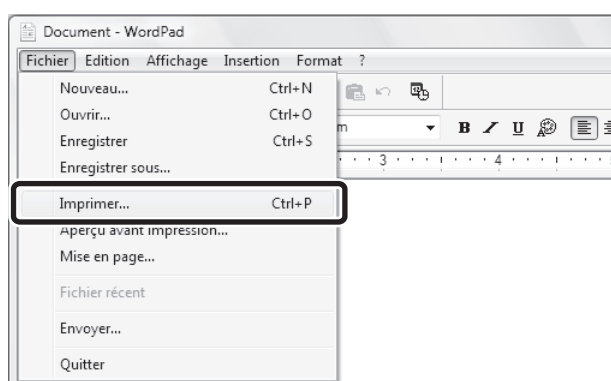 Document - WordPad
Fichier Edition Affichage Insertion Format ?
Nouveau... Ctrl+N
Ouvrir... Ctrl+O
m B I U
Enregistrer Ctrl+S
3 4
Enregistrer sous...
Imprimer... Ctrl+P
Aperçu avant impression...
Mise en page...
Fichier récent
Envoyer...
Quitter